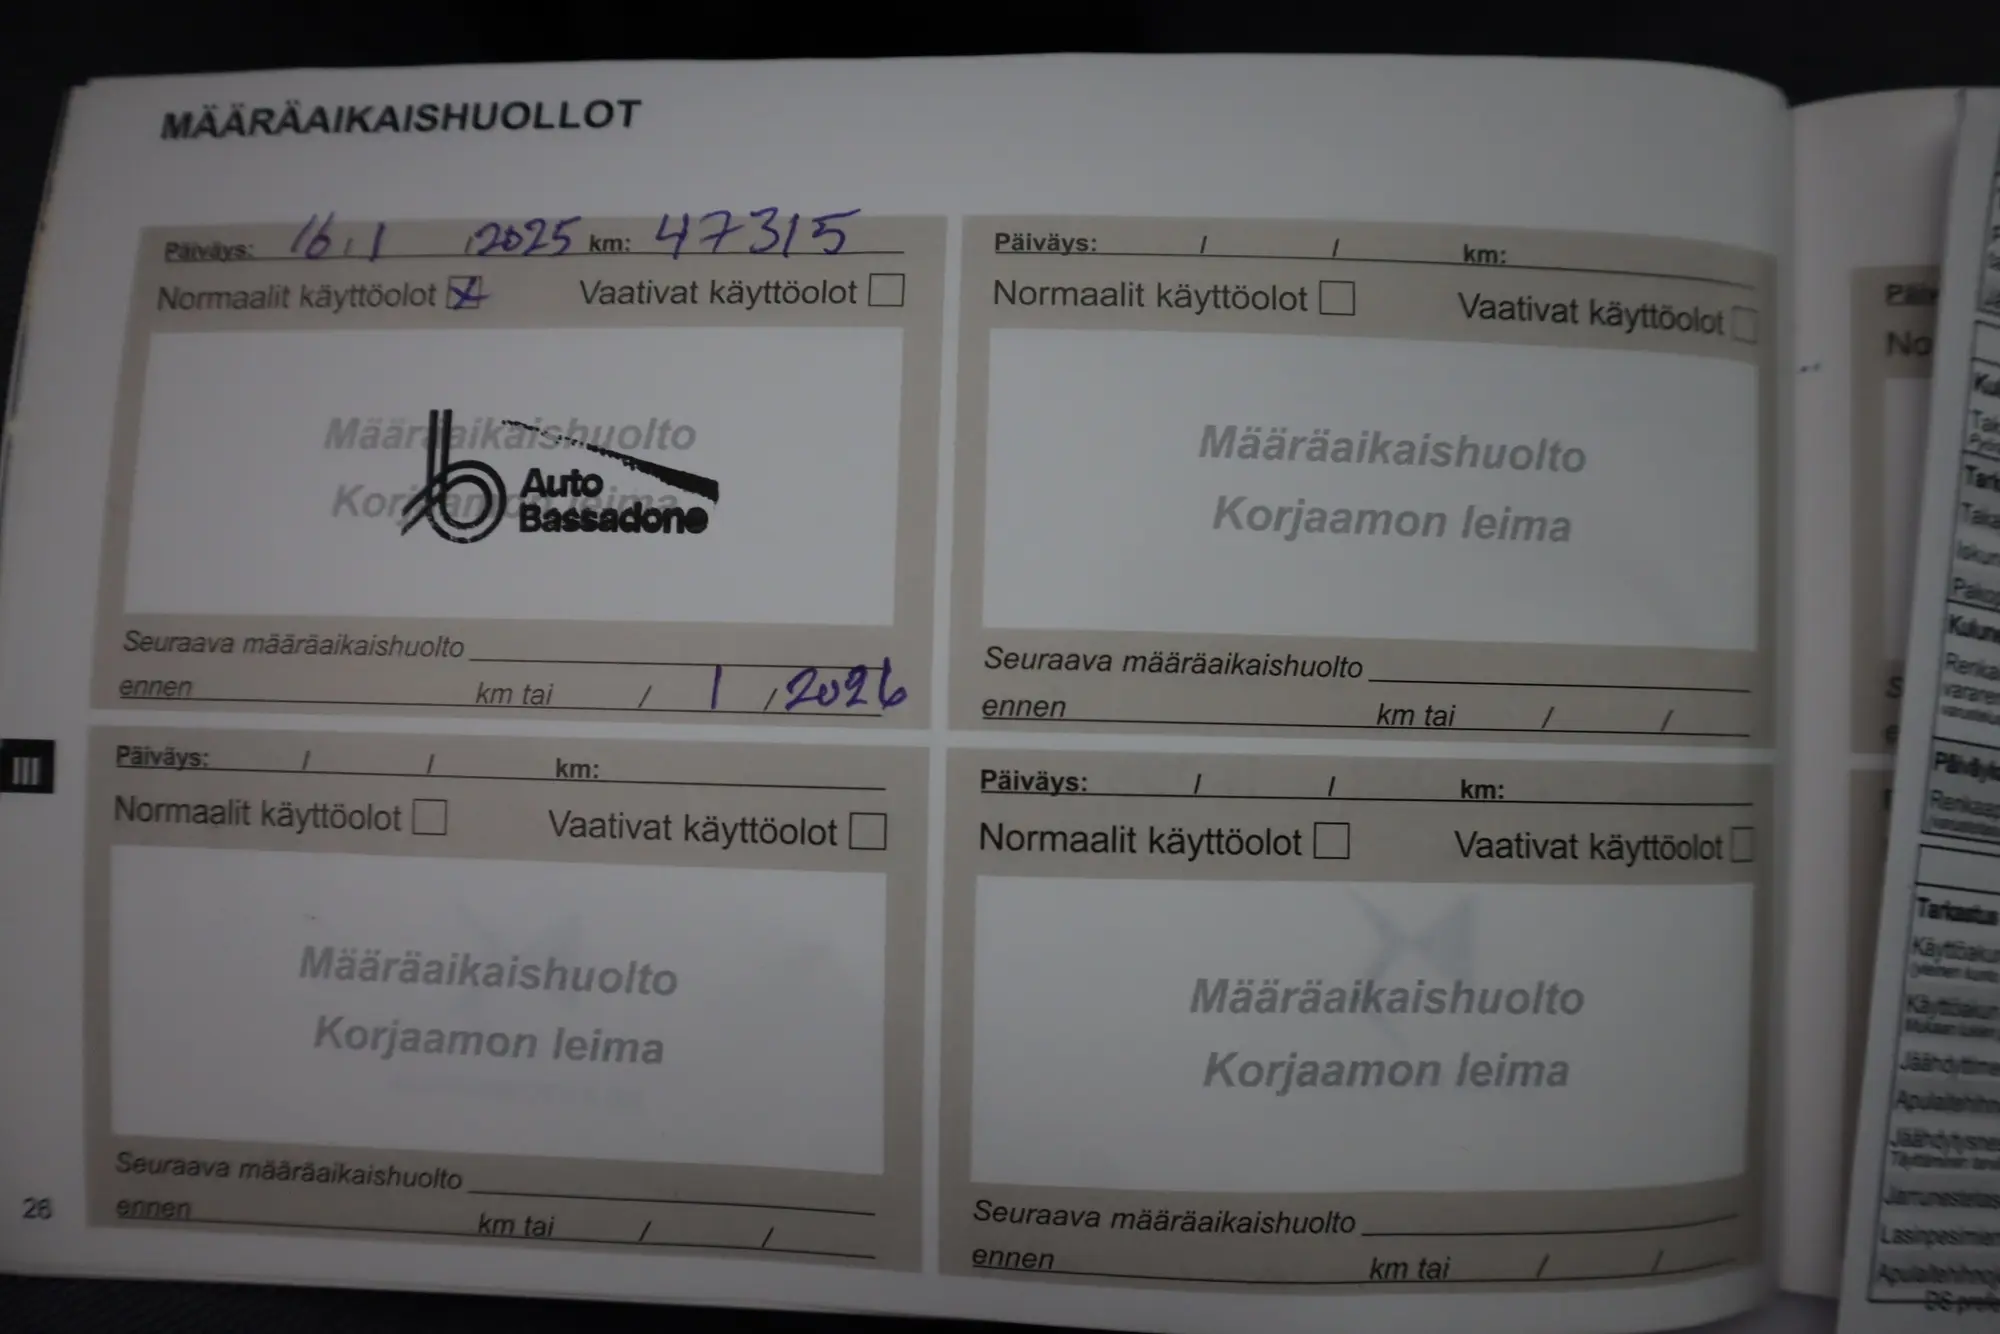 MÄÄRÄAIKAISHUOLLOT
Päiväys: 16 / 1 / 2025 km: 47315
Normaalit käyttöolot Vaativat käyttöolot
Määräaikaishuolto
Korjaamon leima
Auto
Bassadone
Seuraava määräaikaishuolto
ennen km tai / 1 / 2026
Päiväys: / / km:
Normaalit käyttöolot Vaativat käyttöolot
Määräaikaishuolto
Korjaamon leima
Seuraava määräaikaishuolto
ennen km tai / /
III
Päiväys: / / km:
Normaalit käyttöolot Vaativat käyttöolot
Määräaikaishuolto
Korjaamon leima
Seuraava määräaikaishuolto
ennen km tai / /
26
Päiväys: / / km:
Normaalit käyttöolot Vaativat käyttöolot
Määräaikaishuolto
Korjaamon leima
Seuraava määräaikaishuolto
ennen km tai / /
No
Tarkastus